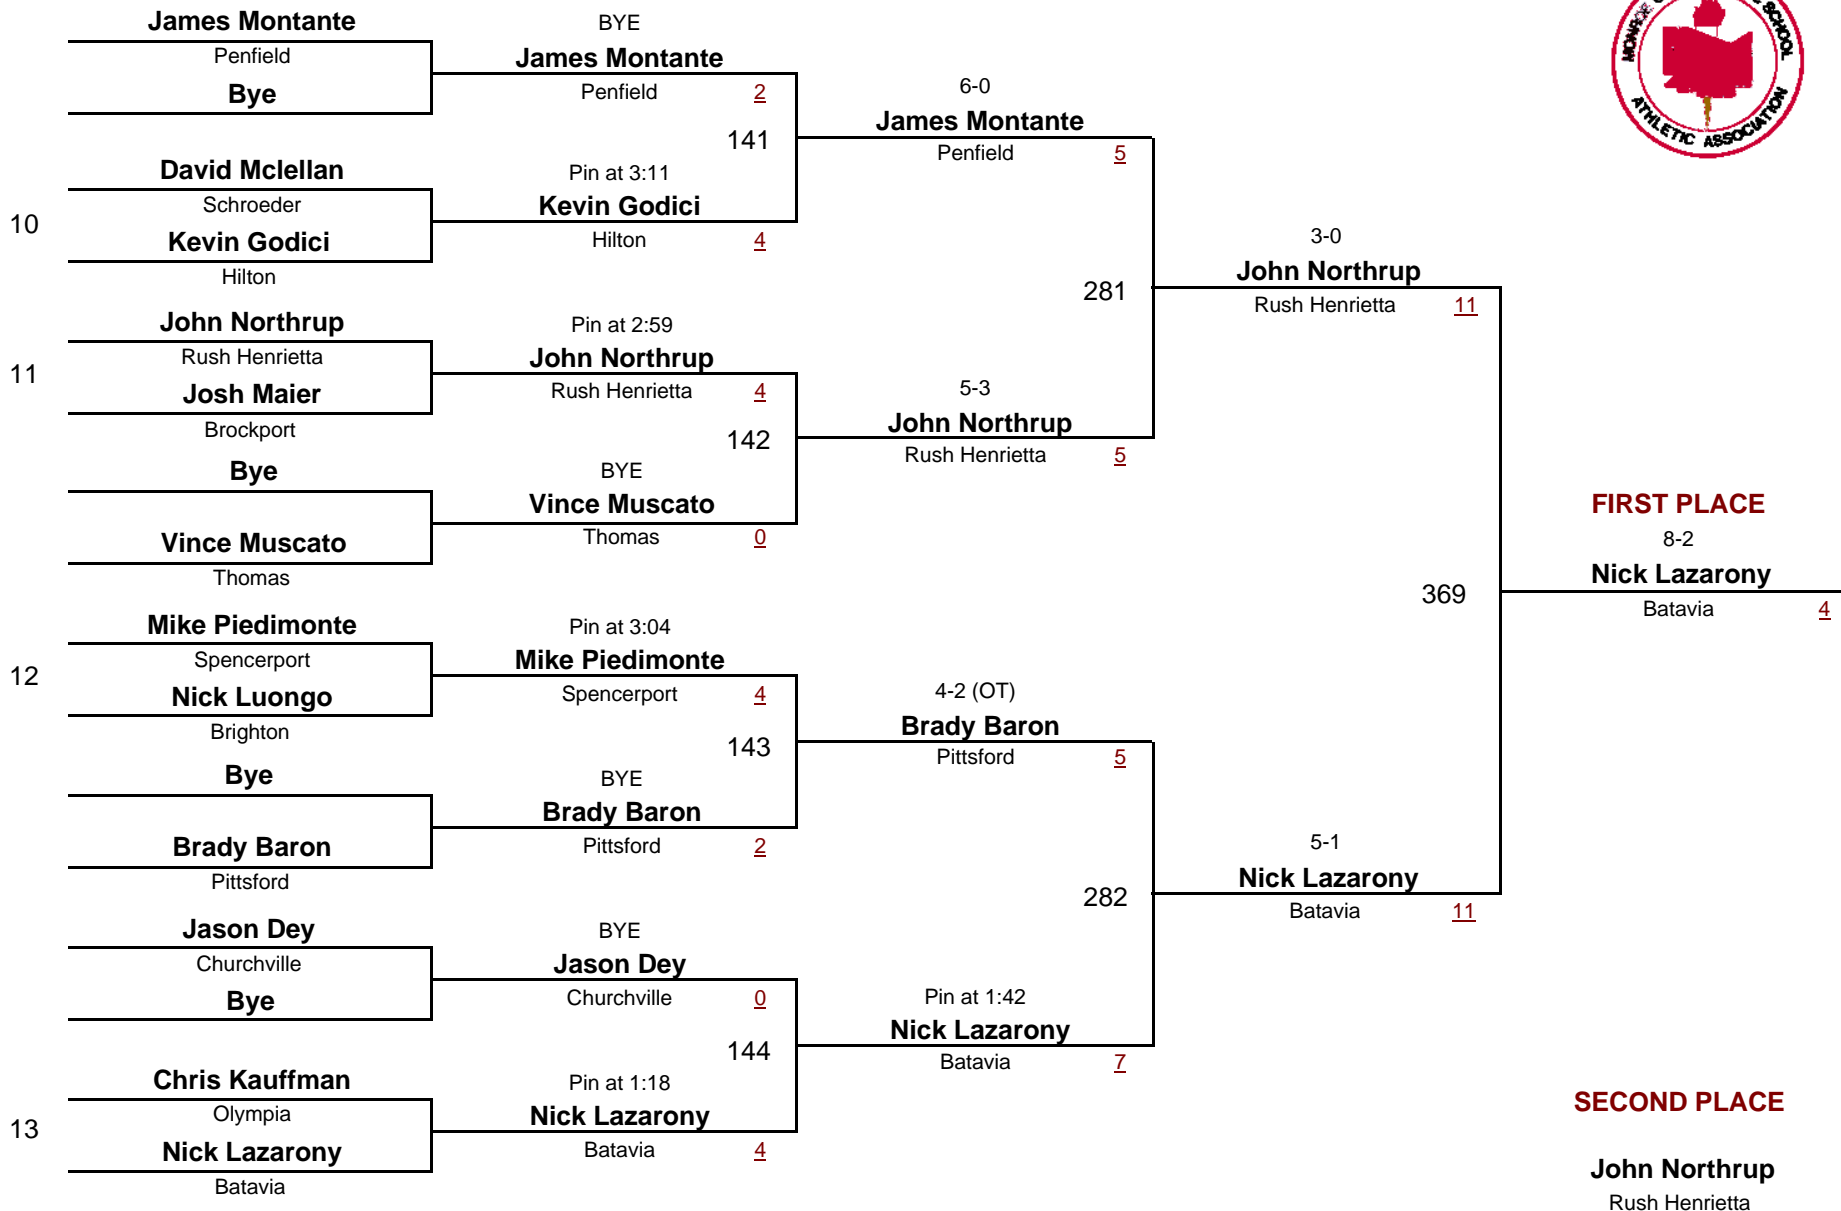 James Montante
Penfield
Bye
10
David Mclellan
Schroeder
Kevin Godici
Hilton
11
John Northrup
Rush Henrietta
Josh Maier
Brockport
Bye
Vince Muscato
Thomas
12
Mike Piedimonte
Spencerport
Nick Luongo
Brighton
Bye
Brady Baron
Pittsford
Jason Dey
Churchville
Bye
13
Chris Kauffman
Olympia
Nick Lazarony
Batavia
BYE
James Montante
Penfield 2
141
Pin at 3:11
Kevin Godici
Hilton 4
Pin at 2:59
John Northrup
Rush Henrietta 4
142
BYE
Vince Muscato
Thomas 0
Pin at 3:04
Mike Piedimonte
Spencerport 4
143
BYE
Brady Baron
Pittsford 2
BYE
Jason Dey
Churchville 0
144
Pin at 1:18
Nick Lazarony
Batavia 4
6-0
James Montante
Penfield 5
281
5-3
John Northrup
Rush Henrietta 5
4-2 (OT)
Brady Baron
Pittsford 5
282
Pin at 1:42
Nick Lazarony
Batavia 7
3-0
John Northrup
Rush Henrietta 11
369
5-1
Nick Lazarony
Batavia 11
SCHOOL
ATHLETIC ASSOCIATION
FIRST PLACE
8-2
Nick Lazarony
Batavia 4
SECOND PLACE
John Northrup
Rush Henrietta